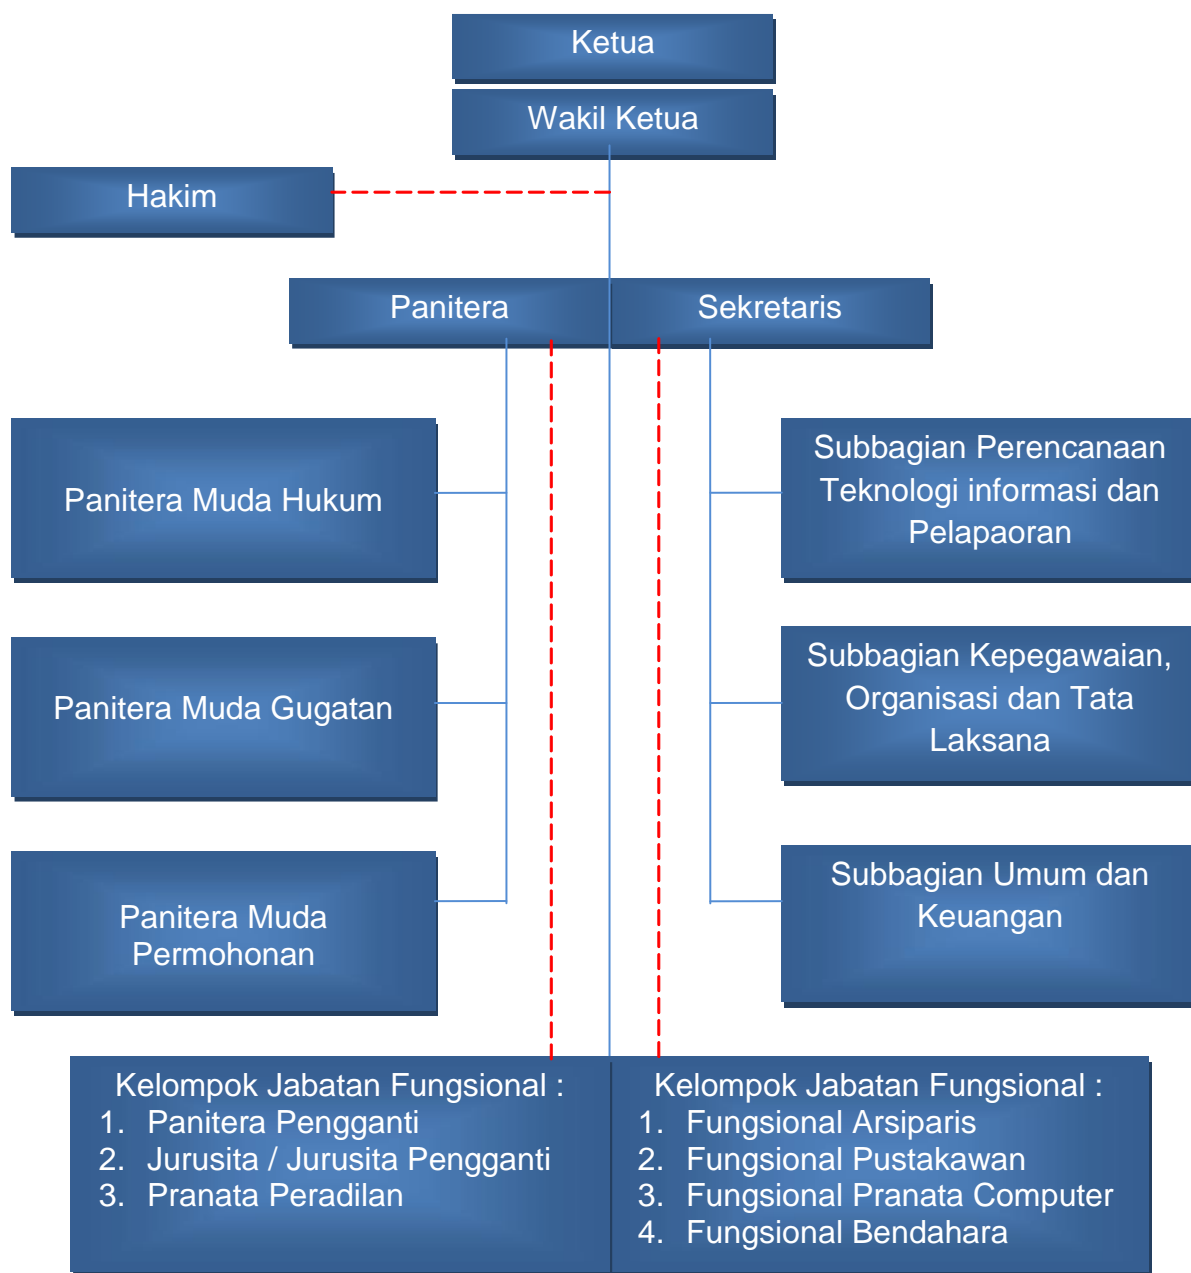 Ketua
Wakil Ketua
Hakim
Panitera
Sekretaris
Panitera Muda Hukum
Subbagian Perencanaan
Teknologi informasi dan
Pelapaoran
Panitera Muda Gugatan
Subbagian Kepegawaian,
Organisasi dan Tata
Laksana
Panitera Muda
Permohonan
Subbagian Umum dan
Keuangan
Kelompok Jabatan Fungsional :
1. Panitera Pengganti
2. Jurusita / Jurusita Pengganti
3. Pranata Peradilan
Kelompok Jabatan Fungsional :
1. Fungsional Arsiparis
2. Fungsional Pustakawan
3. Fungsional Pranata Computer
4. Fungsional Bendahara